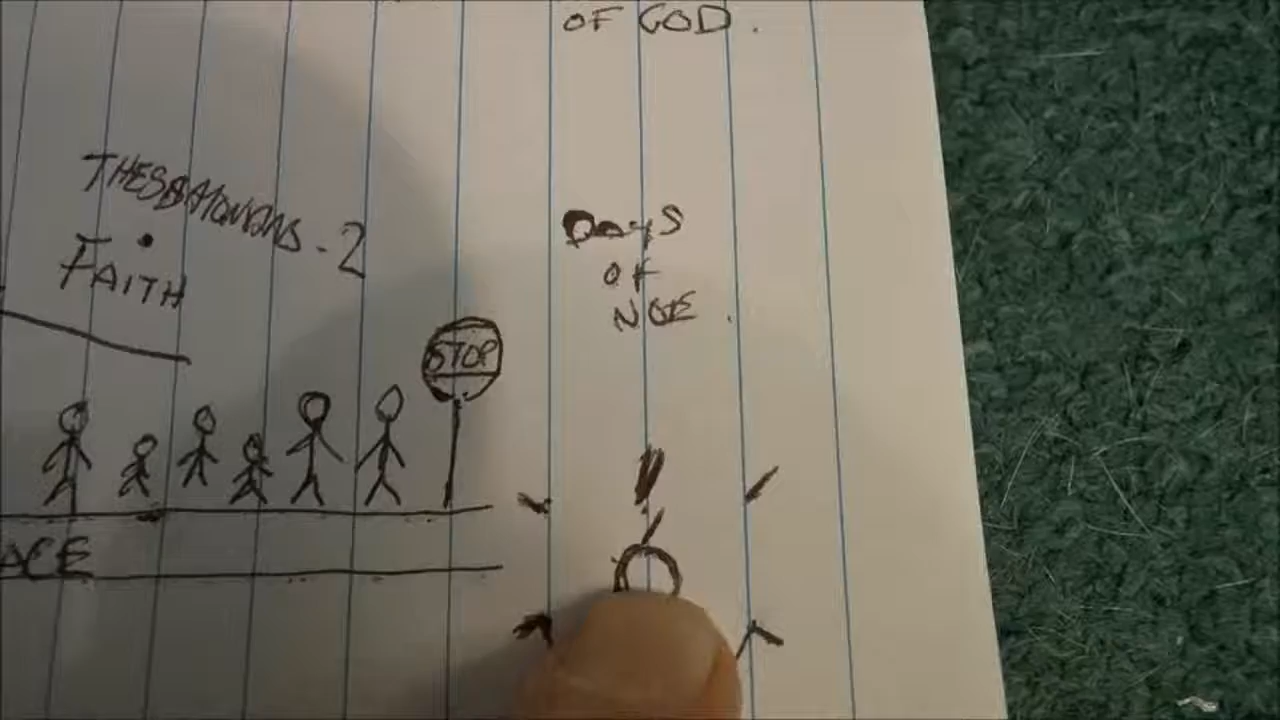 OF GOD.
THESSALONIANS - 2
FAITH
Days
OF
NOE.
STOP
ACE